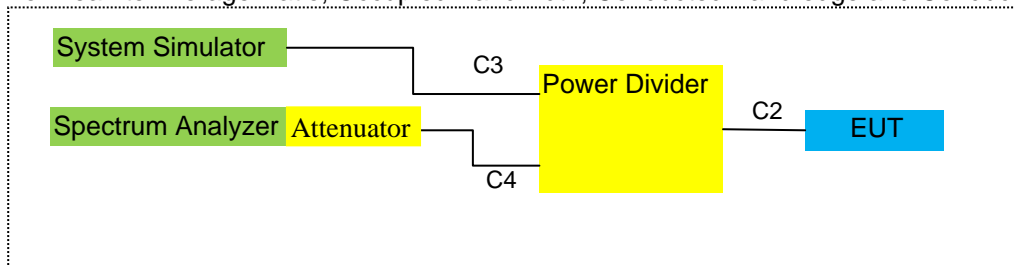 System Simulator
C3
Power Divider
C2
Spectrum Analyzer Attenuator
EUT
C4